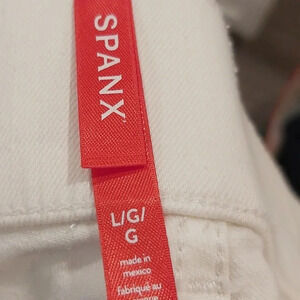 SPANX
L/G/
G
made in
mexico
fabriqué au